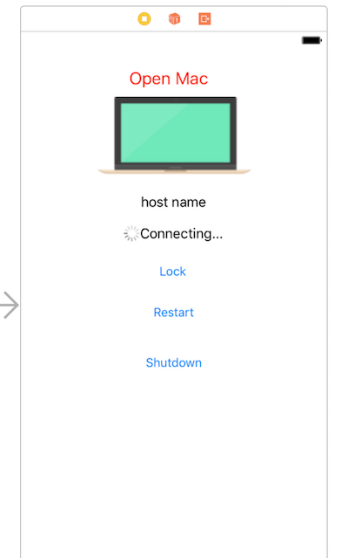 Open Mac
host name
Connecting...
Lock
Restart
Shutdown